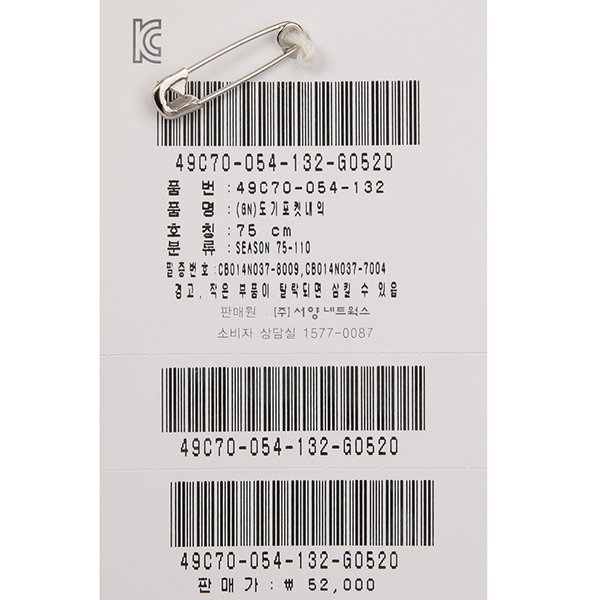 KC
49C70-054-132-G0520
품 번 : 49C70-054-132
품 명 : (GN)도기포켓내의
호 칭 : 75 cm
분 류 : SEASON 75-110
필증번호 : CB014N037-8009,CB014N037-7004
경고, 작은 부품이 탈락되면 삼킬 수 있음
판매원 : [주] 서양네트웍스
소비자 상담실 1577-0087
49C70-054-132-G0520
49C70-054-132-G0520
판 매 가 : ₩ 52,000